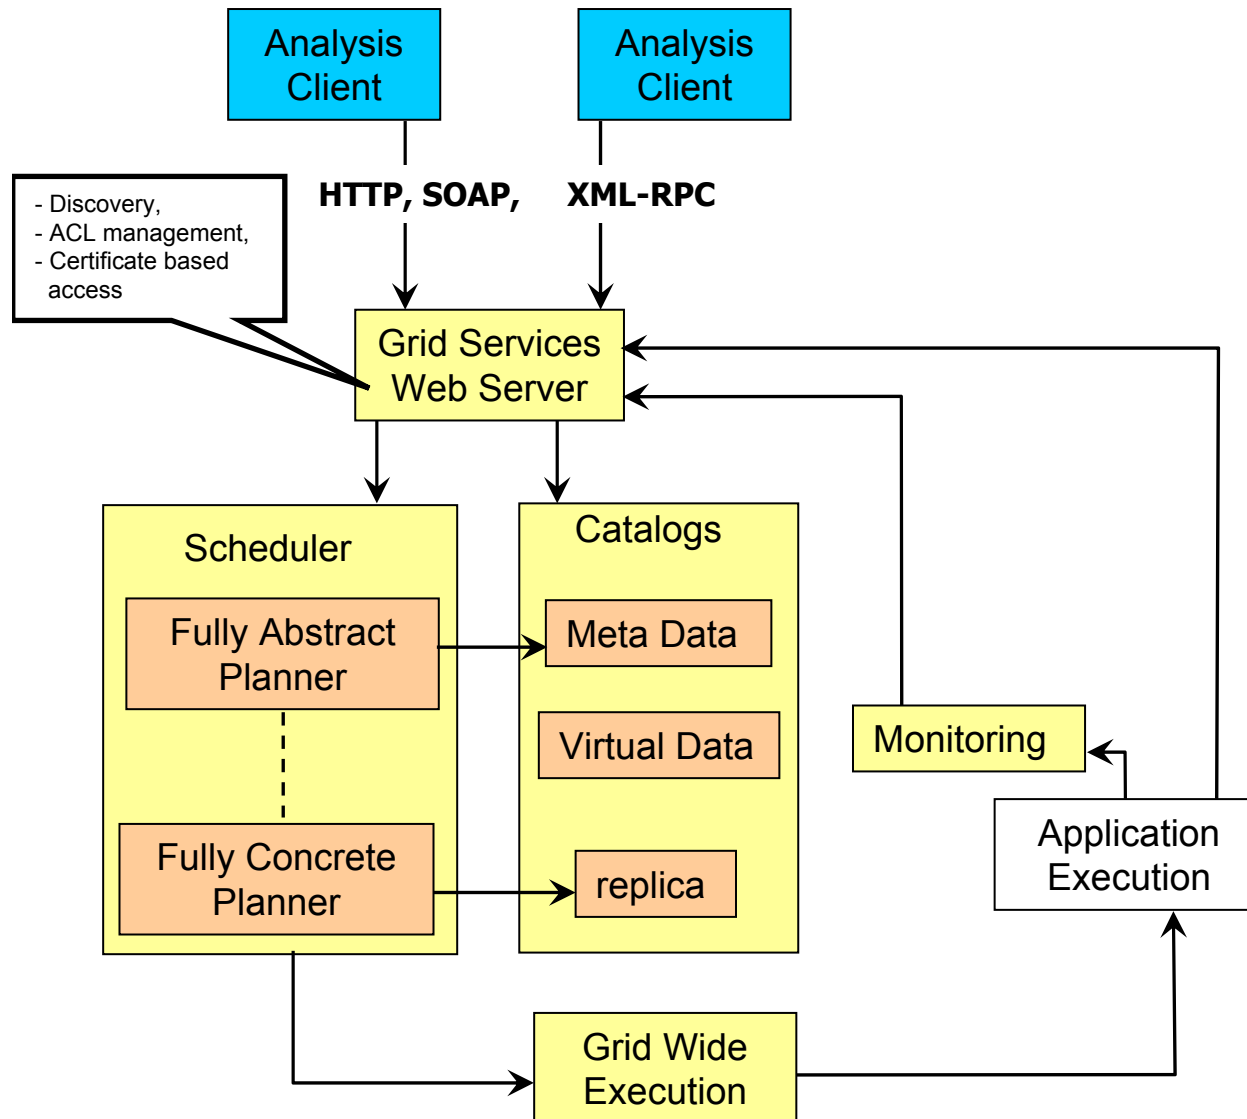 Analysis
Client
Analysis
Client
HTTP, SOAP, XML-RPC
- Discovery,
- ACL management,
- Certificate based
access
Grid Services
Web Server
Scheduler
Catalogs
Fully Abstract
Planner
Meta Data
Virtual Data
Monitoring
Application
Execution
Fully Concrete
Planner
replica
Grid Wide
Execution